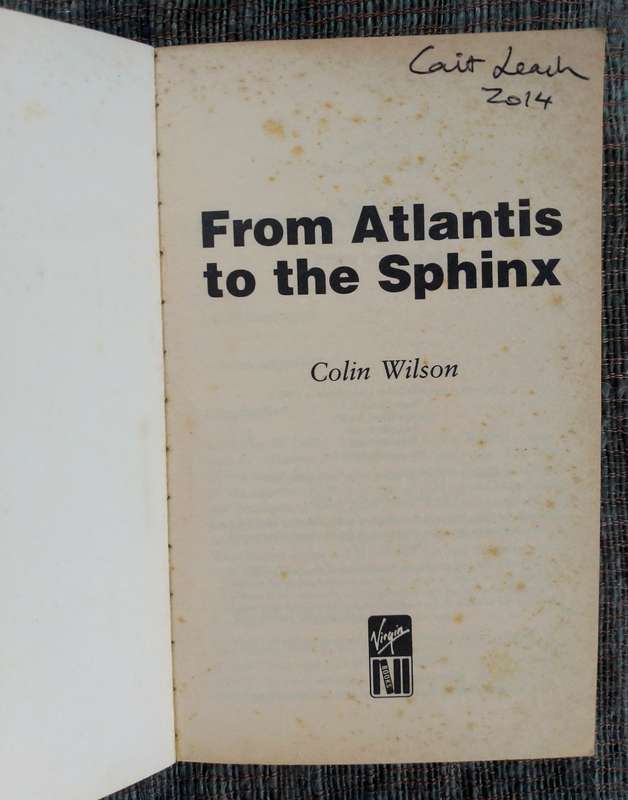 Cait Leach
2014
From Atlantis
to the Sphinx
Colin Wilson
Virgin
BOOKS